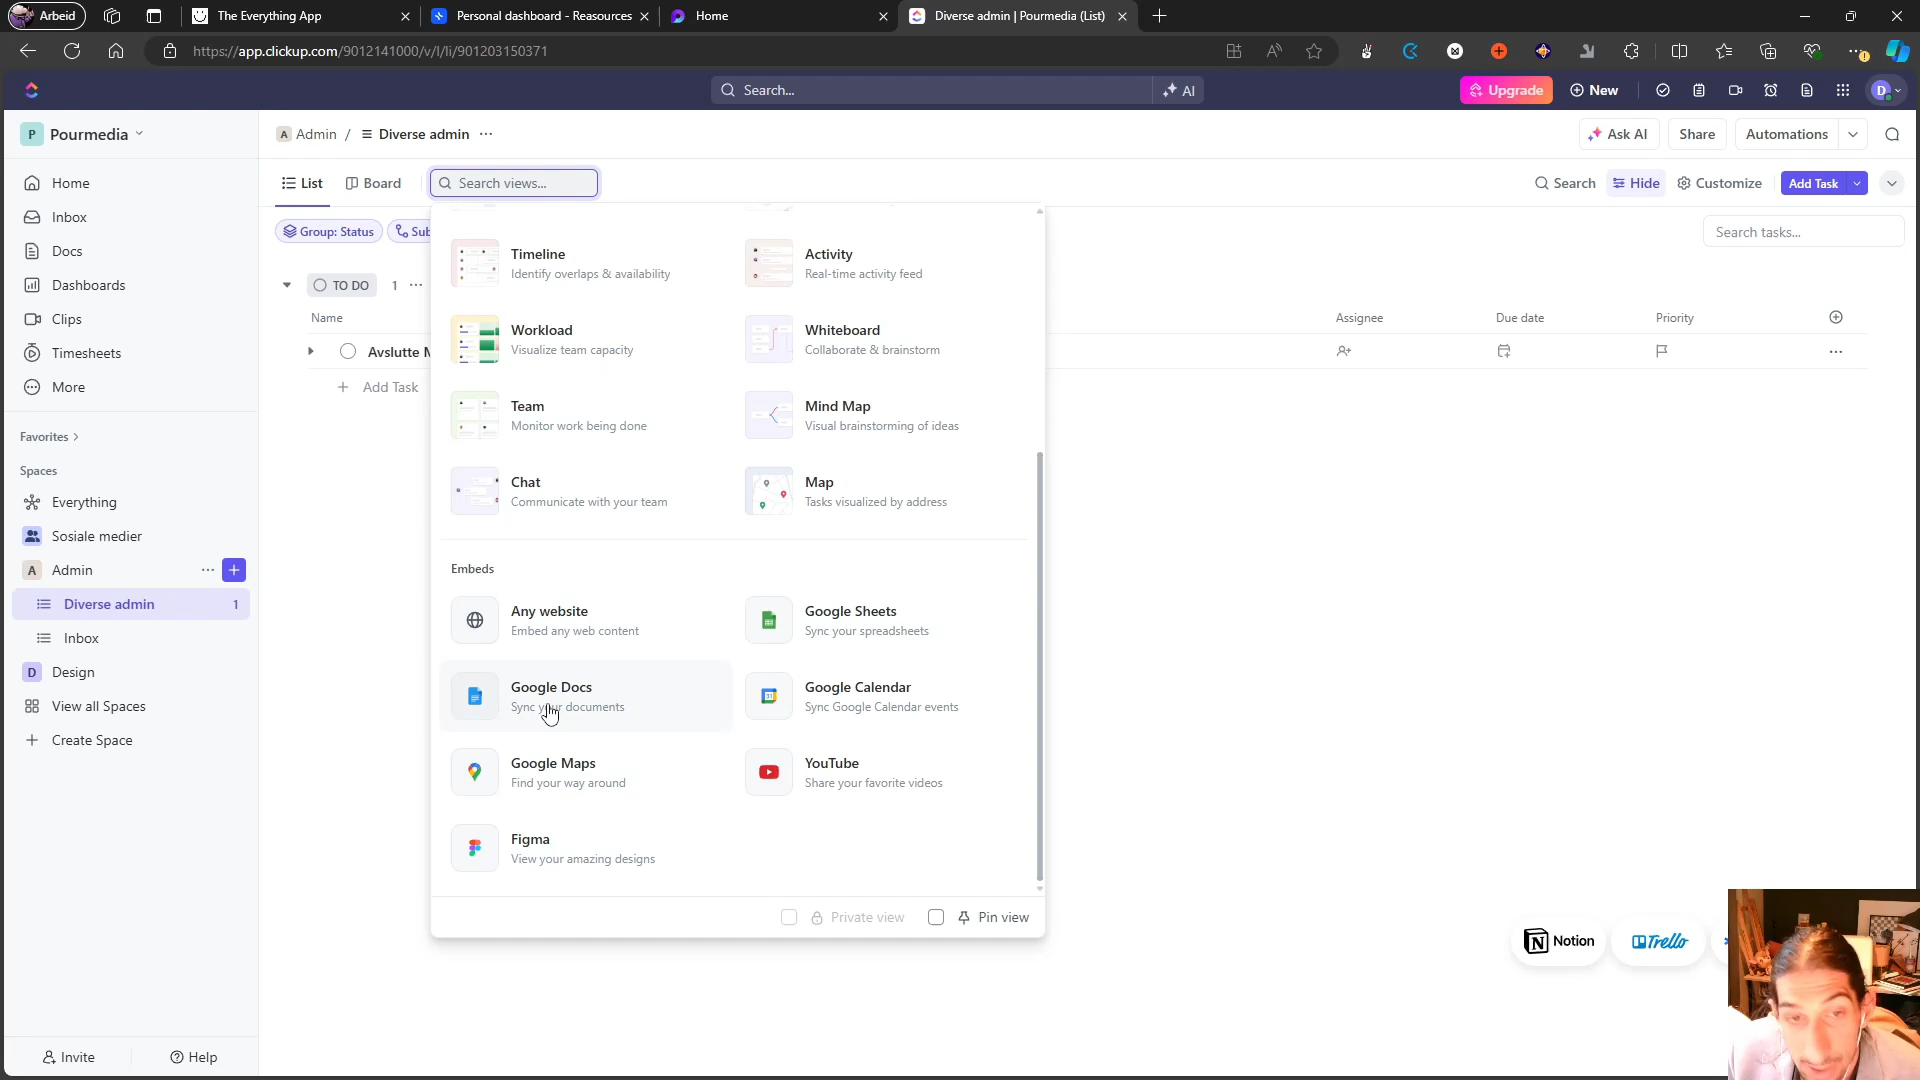 Arbeid
The Everything App
Personal dashboard - Reasources
Home
Diverse admin | Pourmedia (List)
https://app.clickup.com/9012141000/v/l/li/901203150371
Search...
AI
Upgrade
New
D
P Pourmedia
A Admin / Diverse admin ...
Ask AI
Share
Automations
Home
Inbox
Docs
Dashboards
Clips
Timesheets
More
Favorites
Spaces
Everything
Sosiale medier
A Admin
Diverse admin 1
Inbox
D Design
View all Spaces
Create Space
Invite
Help
List
Board
Search views...
Search
Hide
Customize
Add Task
Group: Status
Sub
Search tasks...
TO DO 1 ...
Name
Assignee
Due date
Priority
Avslutte M
Add Task
Timeline
Identify overlaps & availability
Activity
Real-time activity feed
Workload
Visualize team capacity
Whiteboard
Collaborate & brainstorm
Team
Monitor work being done
Mind Map
Visual brainstorming of ideas
Chat
Communicate with your team
Map
Tasks visualized by address
Embeds
Any website
Embed any web content
Google Sheets
Sync your spreadsheets
Google Docs
Sync your documents
Google Calendar
Sync Google Calendar events
Google Maps
Find your way around
YouTube
Share your favorite videos
Figma
View your amazing designs
Private view
Pin view
Notion
Trello